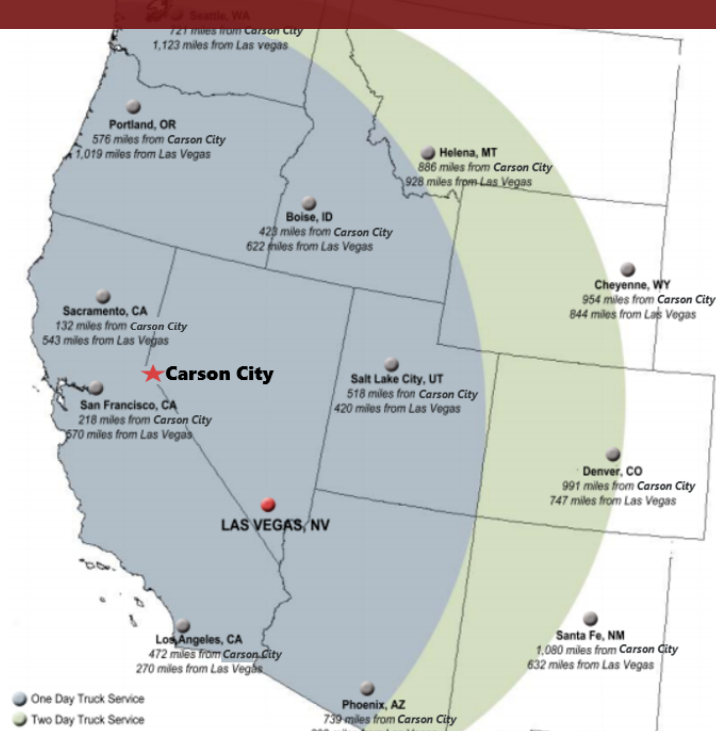 Seattle, WA
721 miles from Carson City
1,123 miles from Las vegas
Portland, OR
576 miles from Carson City
1,019 miles from Las Vegas
Helena, MT
886 miles from Carson City
928 miles from Las Vegas
Boise, ID
423 miles from Carson City
622 miles from Las Vegas
Cheyenne, WY
954 miles from Carson City
844 miles from Las Vegas
Sacramento, CA
132 miles from Carson City
543 miles from Las Vegas
Carson City
Salt Lake City, UT
518 miles fron Carson City
420 miles from Las Vegas
San Francisco, CA
218 miles from Carson City
570 miles from Las Vegas
Denver, CO
991 miles from Carson City
747 miles from Las Vegas
LAS VEGAS, NV
Los Angeles, CA
472 miles from Carson City
270 miles from Las Vegas
Santa Fe, NM
1,080 miles from Carson City
632 miles from Las Vegas
One Day Truck Service
Two Day Truck Service
Phoenix, AZ
739 miles from Carson City